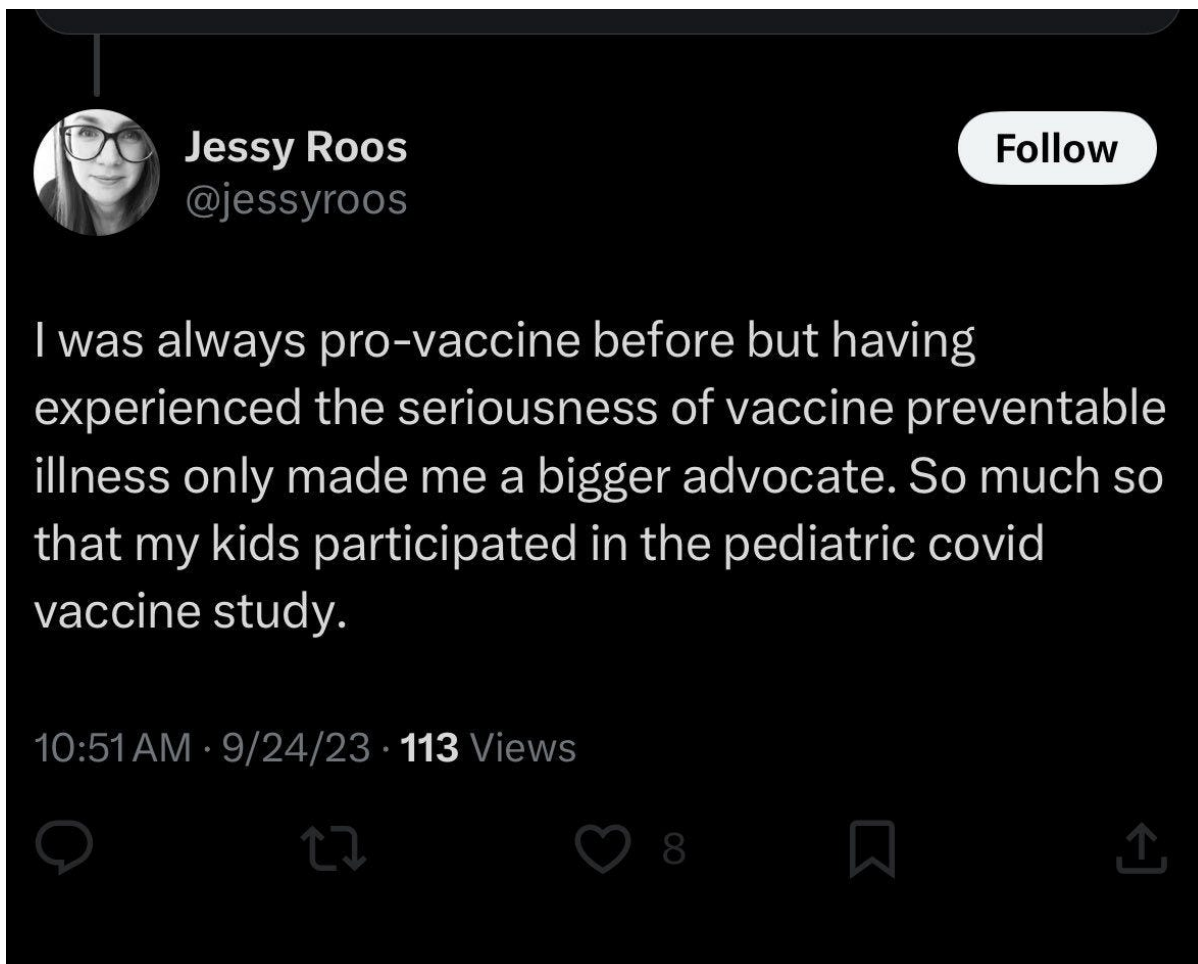 Jessy Roos
@jessyroos
Follow
I was always pro-vaccine before but having
experienced the seriousness of vaccine preventable
illness only made me a bigger advocate. So much so
that my kids participated in the pediatric covid
vaccine study.
10:51 AM · 9/24/23 · 113 Views
8